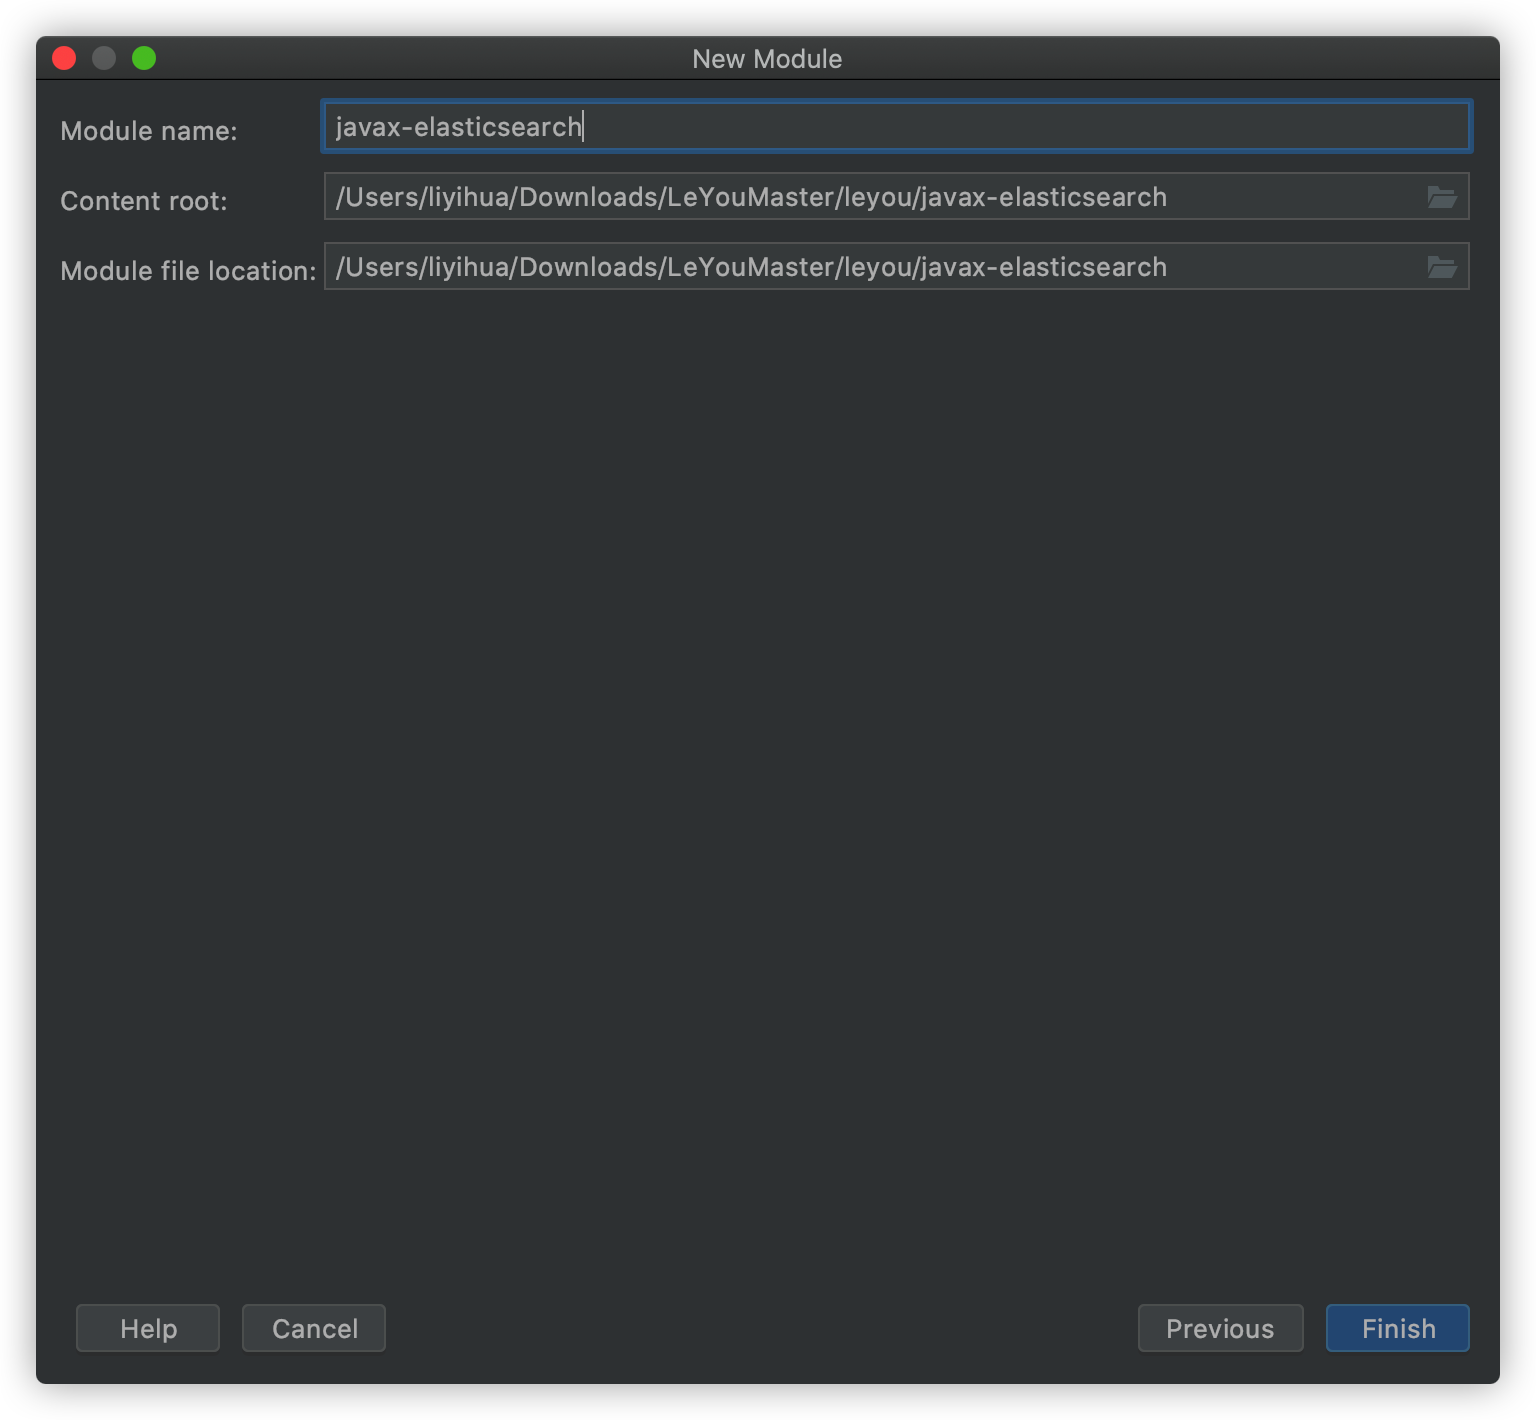 New Module
Module name: javax-elasticsearch
Content root: /Users/liyihua/Downloads/LeYouMaster/leyou/javax-elasticsearch
Module file location: /Users/liyihua/Downloads/LeYouMaster/leyou/javax-elasticsearch
Help Cancel Previous Finish